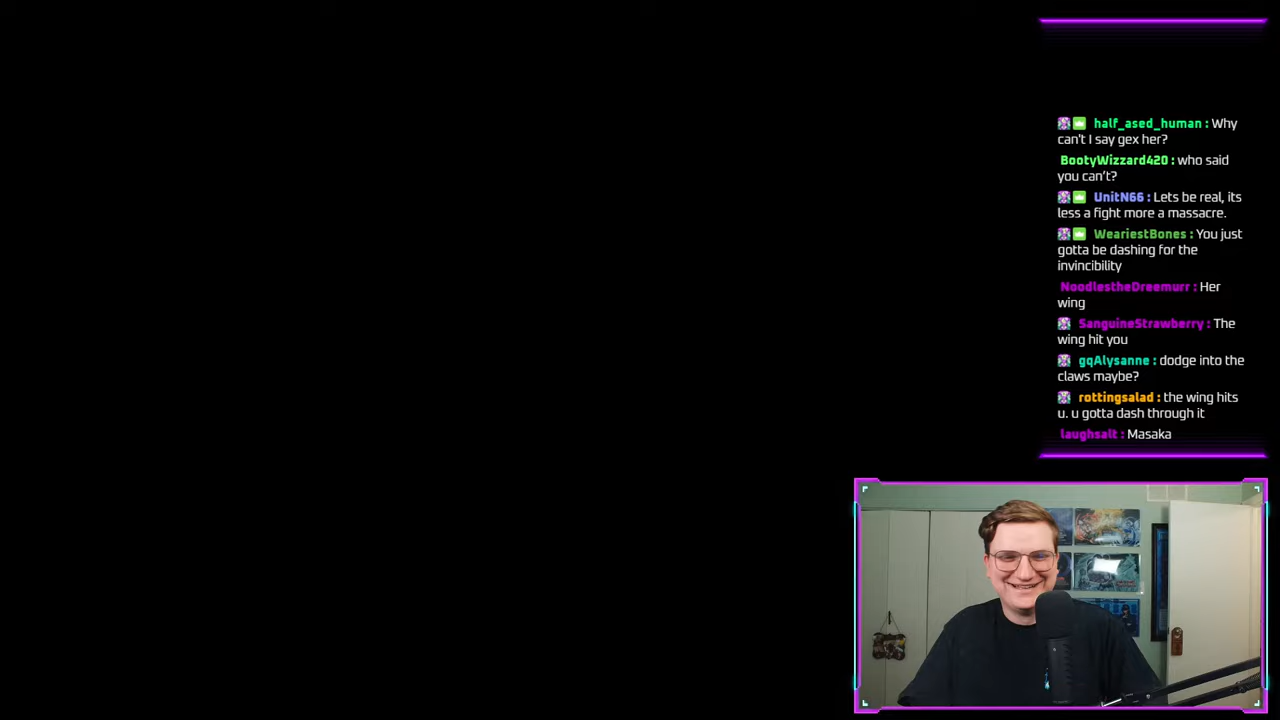 half_ased_human : Why
can't I say gex her?
BootyWizzard420 : who said
you can't?
UnitN66 : Lets be real, its
less a fight more a massacre.
WeariestBones : You just
gotta be dashing for the
invincibility
NoodlestheDreemurr : Her
wing
SanguineStrawberry : The
wing hit you
gqAlysanne : dodge into the
claws maybe?
rottingsalad : the wing hits
u. u gotta dash through it
laughsalt : Masaka